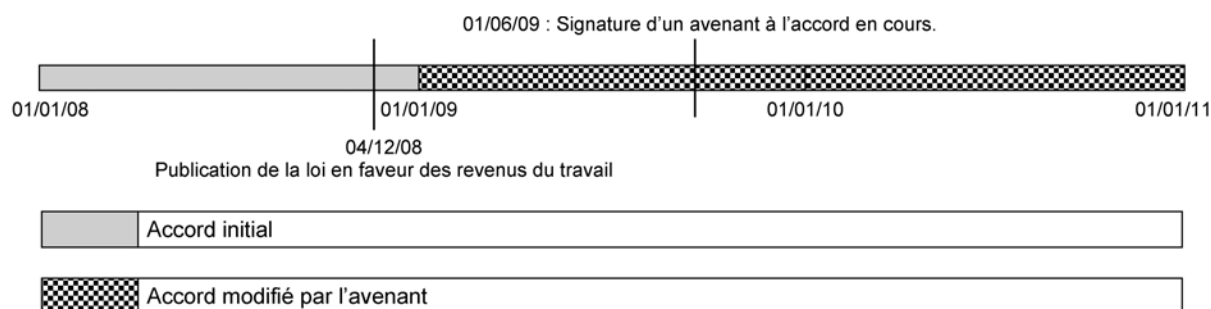 01/06/09 : Signature d'un avenant à l'accord en cours.
01/01/08 01/01/09 01/01/10 01/01/11
04/12/08
Publication de la loi en faveur des revenus du travail
Accord initial
Accord modifié par l'avenant